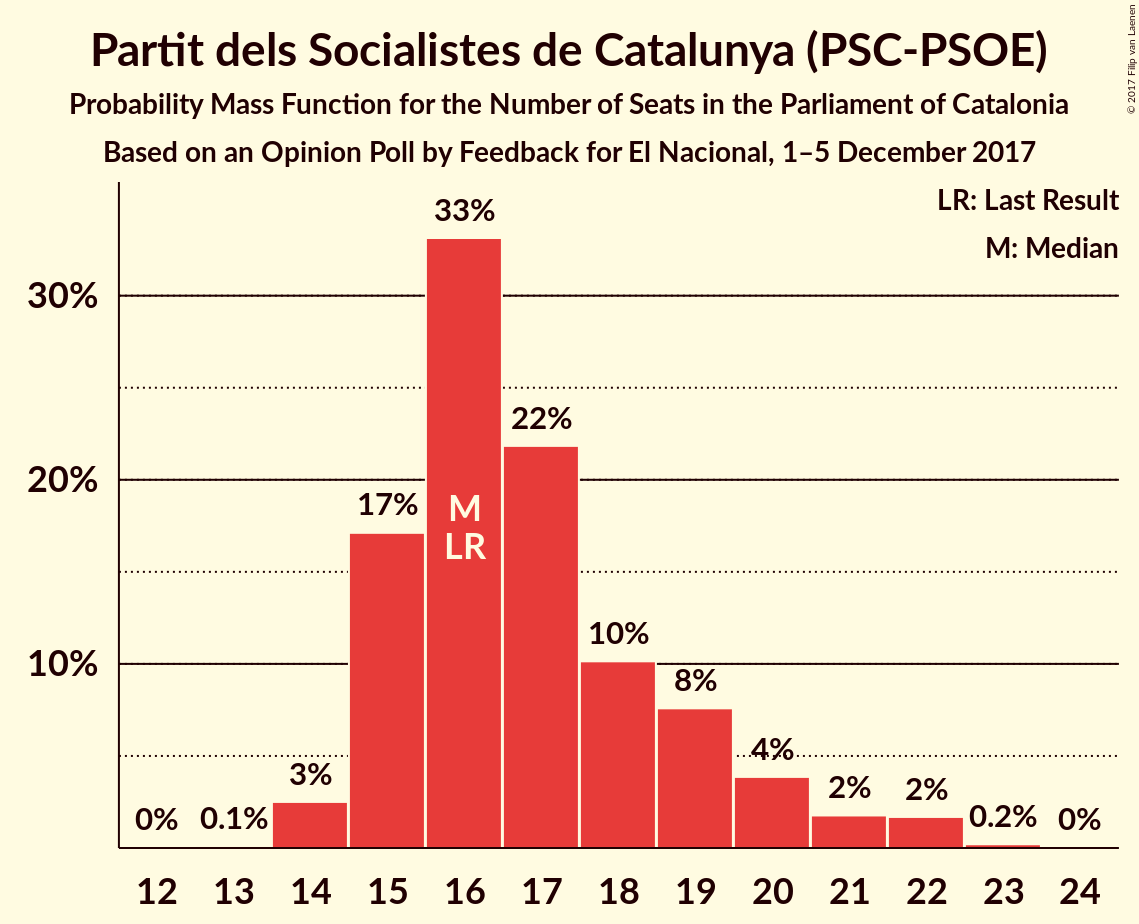 Partit dels Socialistes de Catalunya (PSC-PSOE)
Probability Mass Function for the Number of Seats in the Parliament of Catalonia
Based on an Opinion Poll by Feedback for El Nacional, 1–5 December 2017
© 2017 Filip van Laenen
LR: Last Result
M: Median
33%
30%
22%
20%
17%
M
LR
10%
10%
8%
4%
3%
2%
2%
0%
0.1%
0.2%
0%
12 13 14 15 16 17 18 19 20 21 22 23 24